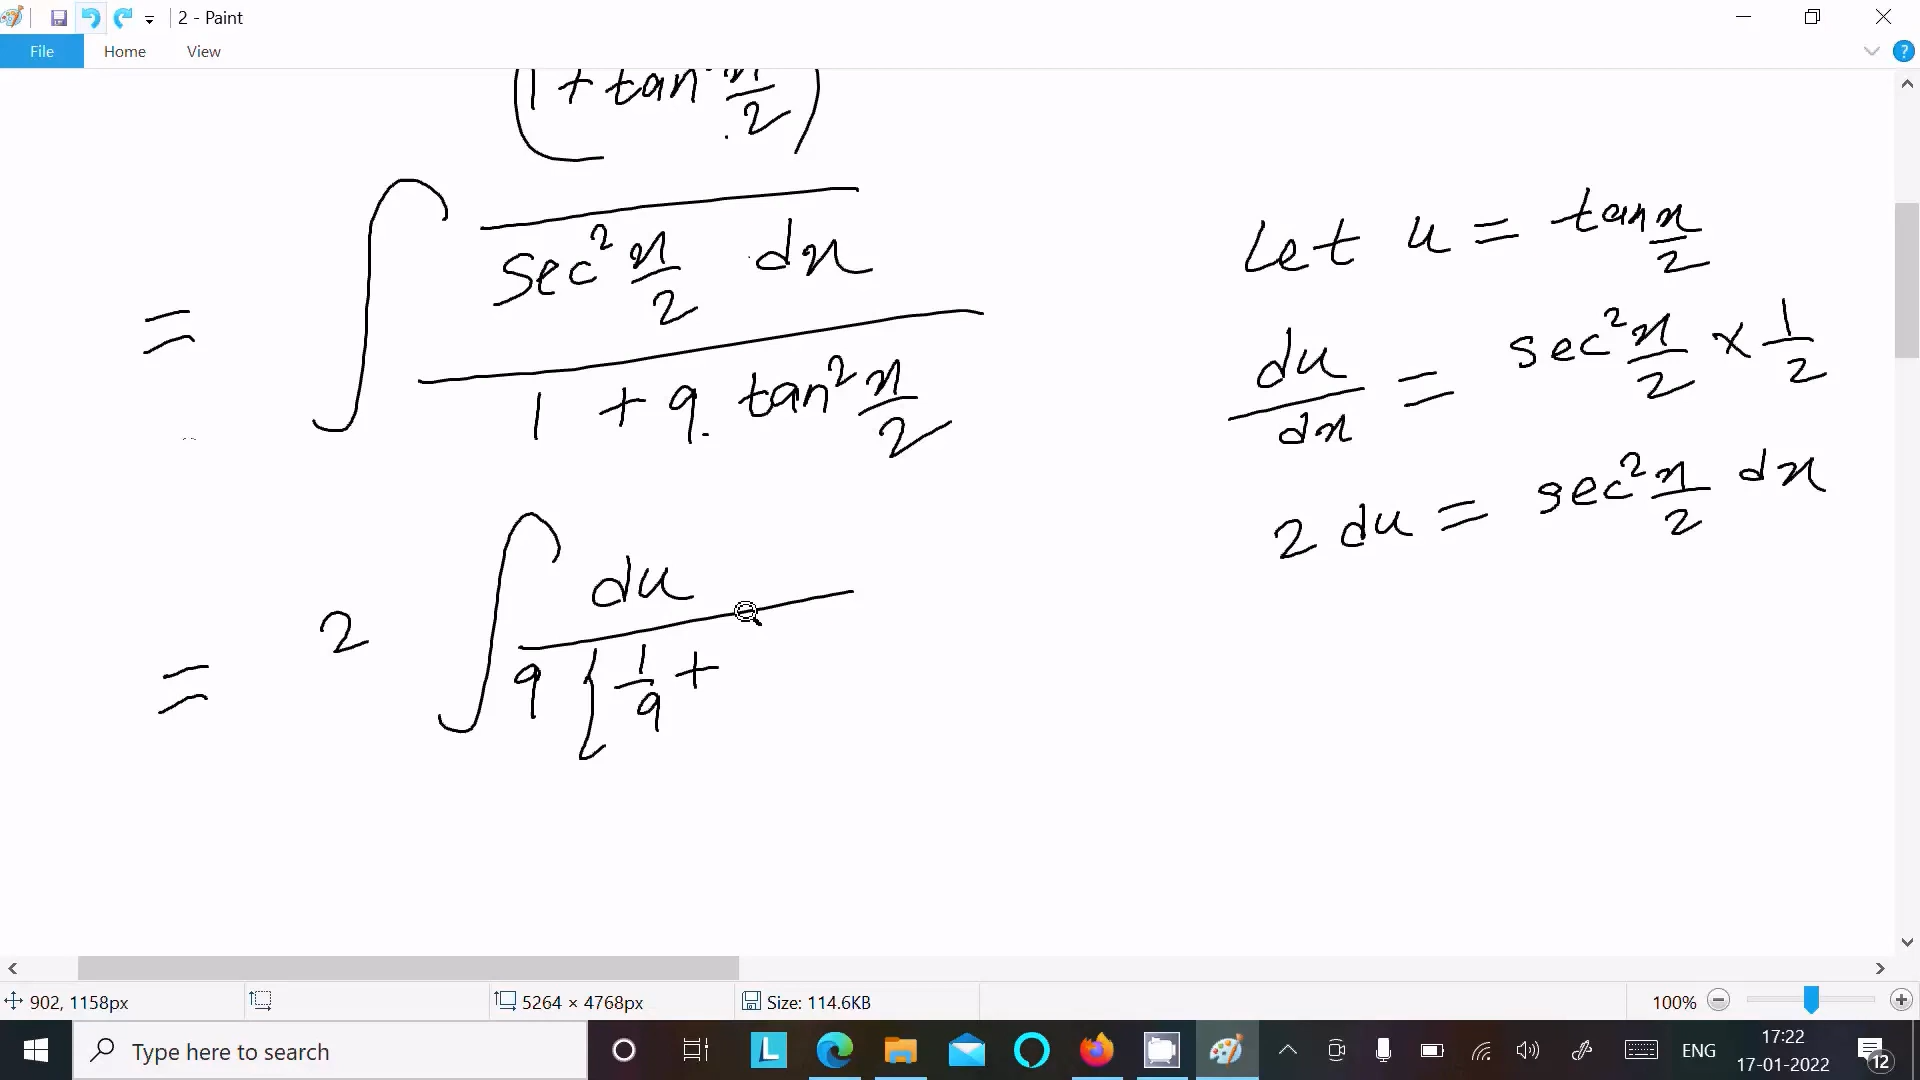 2 - Paint
File Home View
(1 + tan² x/2)
= ∫ sec² x/2 dx / 1 + 9. tan² x/2
= 2 ∫ du / 9 { 1/9 +
Let u = tan x/2
du/dx = sec² x/2 × 1/2
2 du = sec² x/2 dx
902, 1158px 5264 × 4768px Size: 114.6KB 100%
Type here to search
ENG
17:22
17-01-2022
12